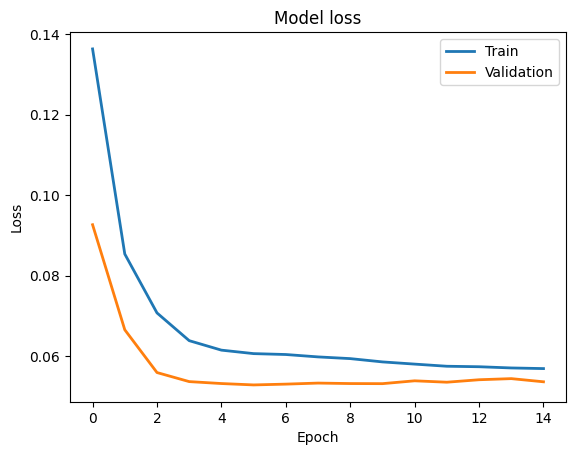 Model loss
0.14
0.12
0.10
0.08
0.06
Loss
Train
Validation
0 2 4 6 8 10 12 14
Epoch